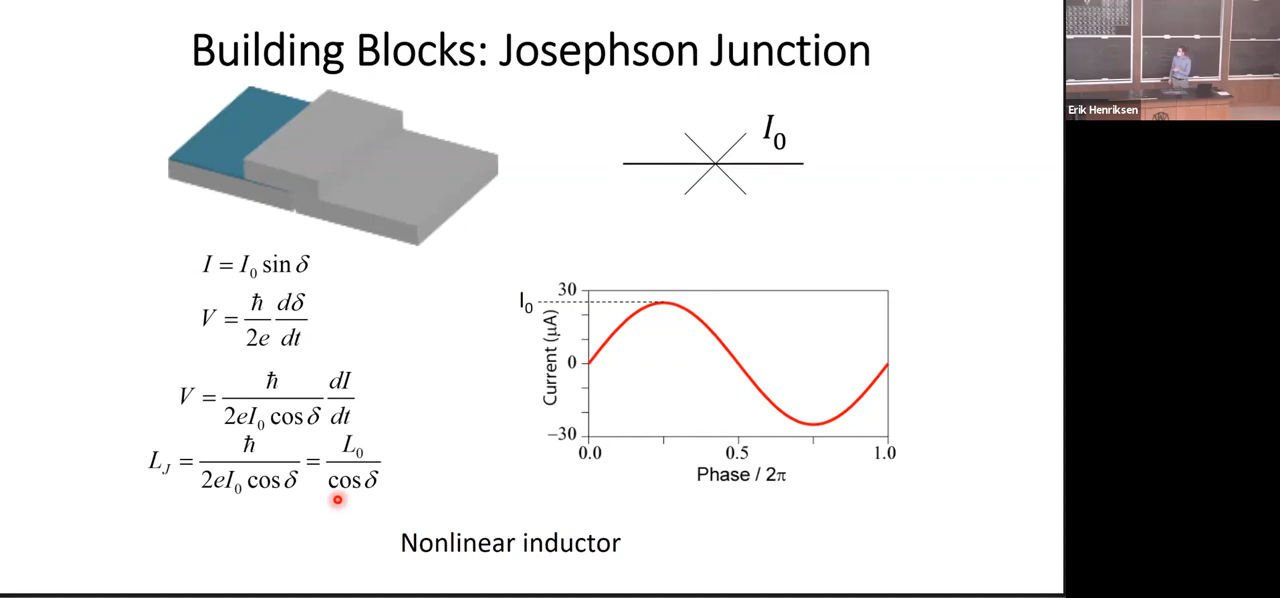 Building Blocks: Josephson Junction
I₀
I = I₀ sin δ
V = ħ/2e dδ/dt
V = ħ/(2eI₀ cos δ) dI/dt
L_J = ħ/(2eI₀ cos δ) = L₀/cos δ
I₀
30
0
−30
Current (μA)
0.0
0.5
1.0
Phase / 2π
Nonlinear inductor
Erik Henriksen